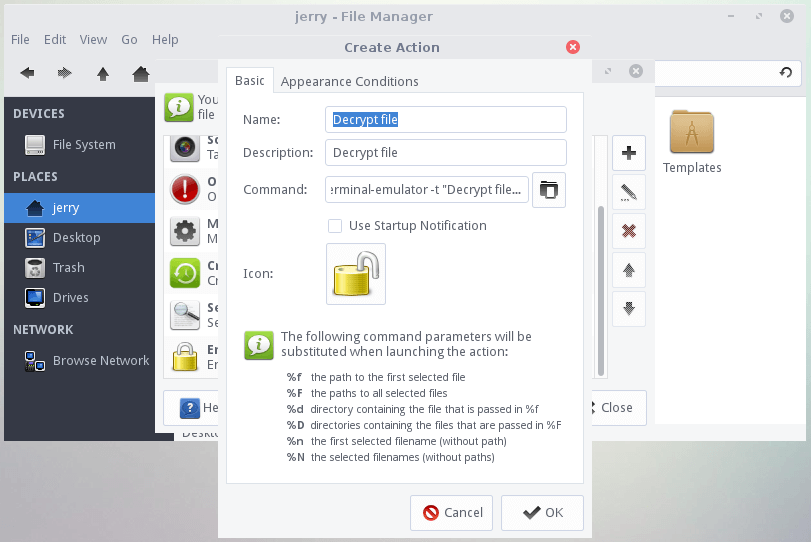 jerry - File Manager
File Edit View Go Help
Create Action
DEVICES
File System
PLACES
jerry
Desktop
Trash
Drives
NETWORK
Browse Network
You
file
Ta
O
O
M
M
Cr
Cr
Se
Se
En
En
He
Close
Templates
Basic
Appearance Conditions
Name: Decrypt file
Description: Decrypt file
Command: erminal-emulator -t "Decrypt file...
Use Startup Notification
Icon:
The following command parameters will be
substituted when launching the action:
%f the path to the first selected file
%F the paths to all selected files
%d directory containing the file that is passed in %f
%D directories containing the files that are passed in %F
%n the first selected filename (without path)
%N the selected filenames (without paths)
Cancel
OK